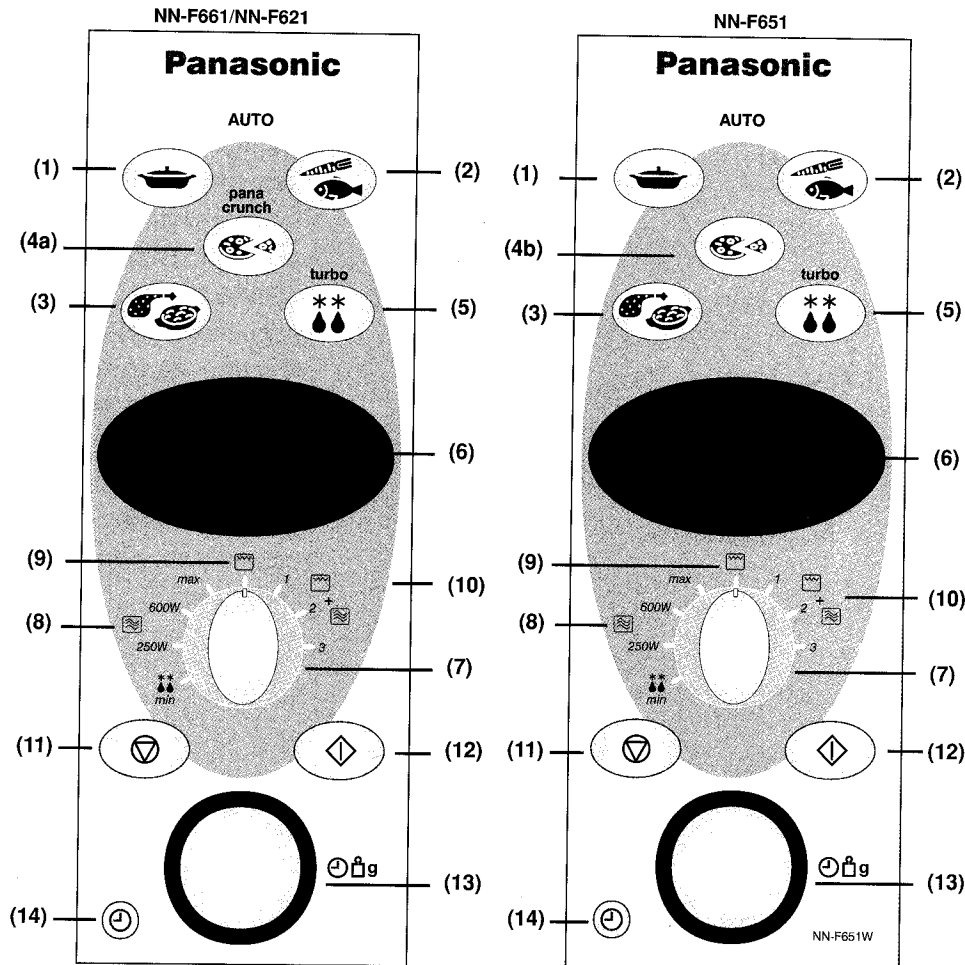 NN-F661/NN-F621
Panasonic
AUTO
(1)
(2)
pana
crunch
(4a)
turbo
(3)
(5)
(6)
(9)
max
1
(10)
600W
2
+
(8)
250W
3
(7)
min
(11)
(12)
g
(13)
(14)
NN-F651
Panasonic
AUTO
(1)
(2)
(4b)
turbo
(3)
(5)
(6)
(9)
max
1
600W
2
+
(10)
(8)
250W
3
(7)
min
(11)
(12)
g
(13)
(14)
NN-F651W